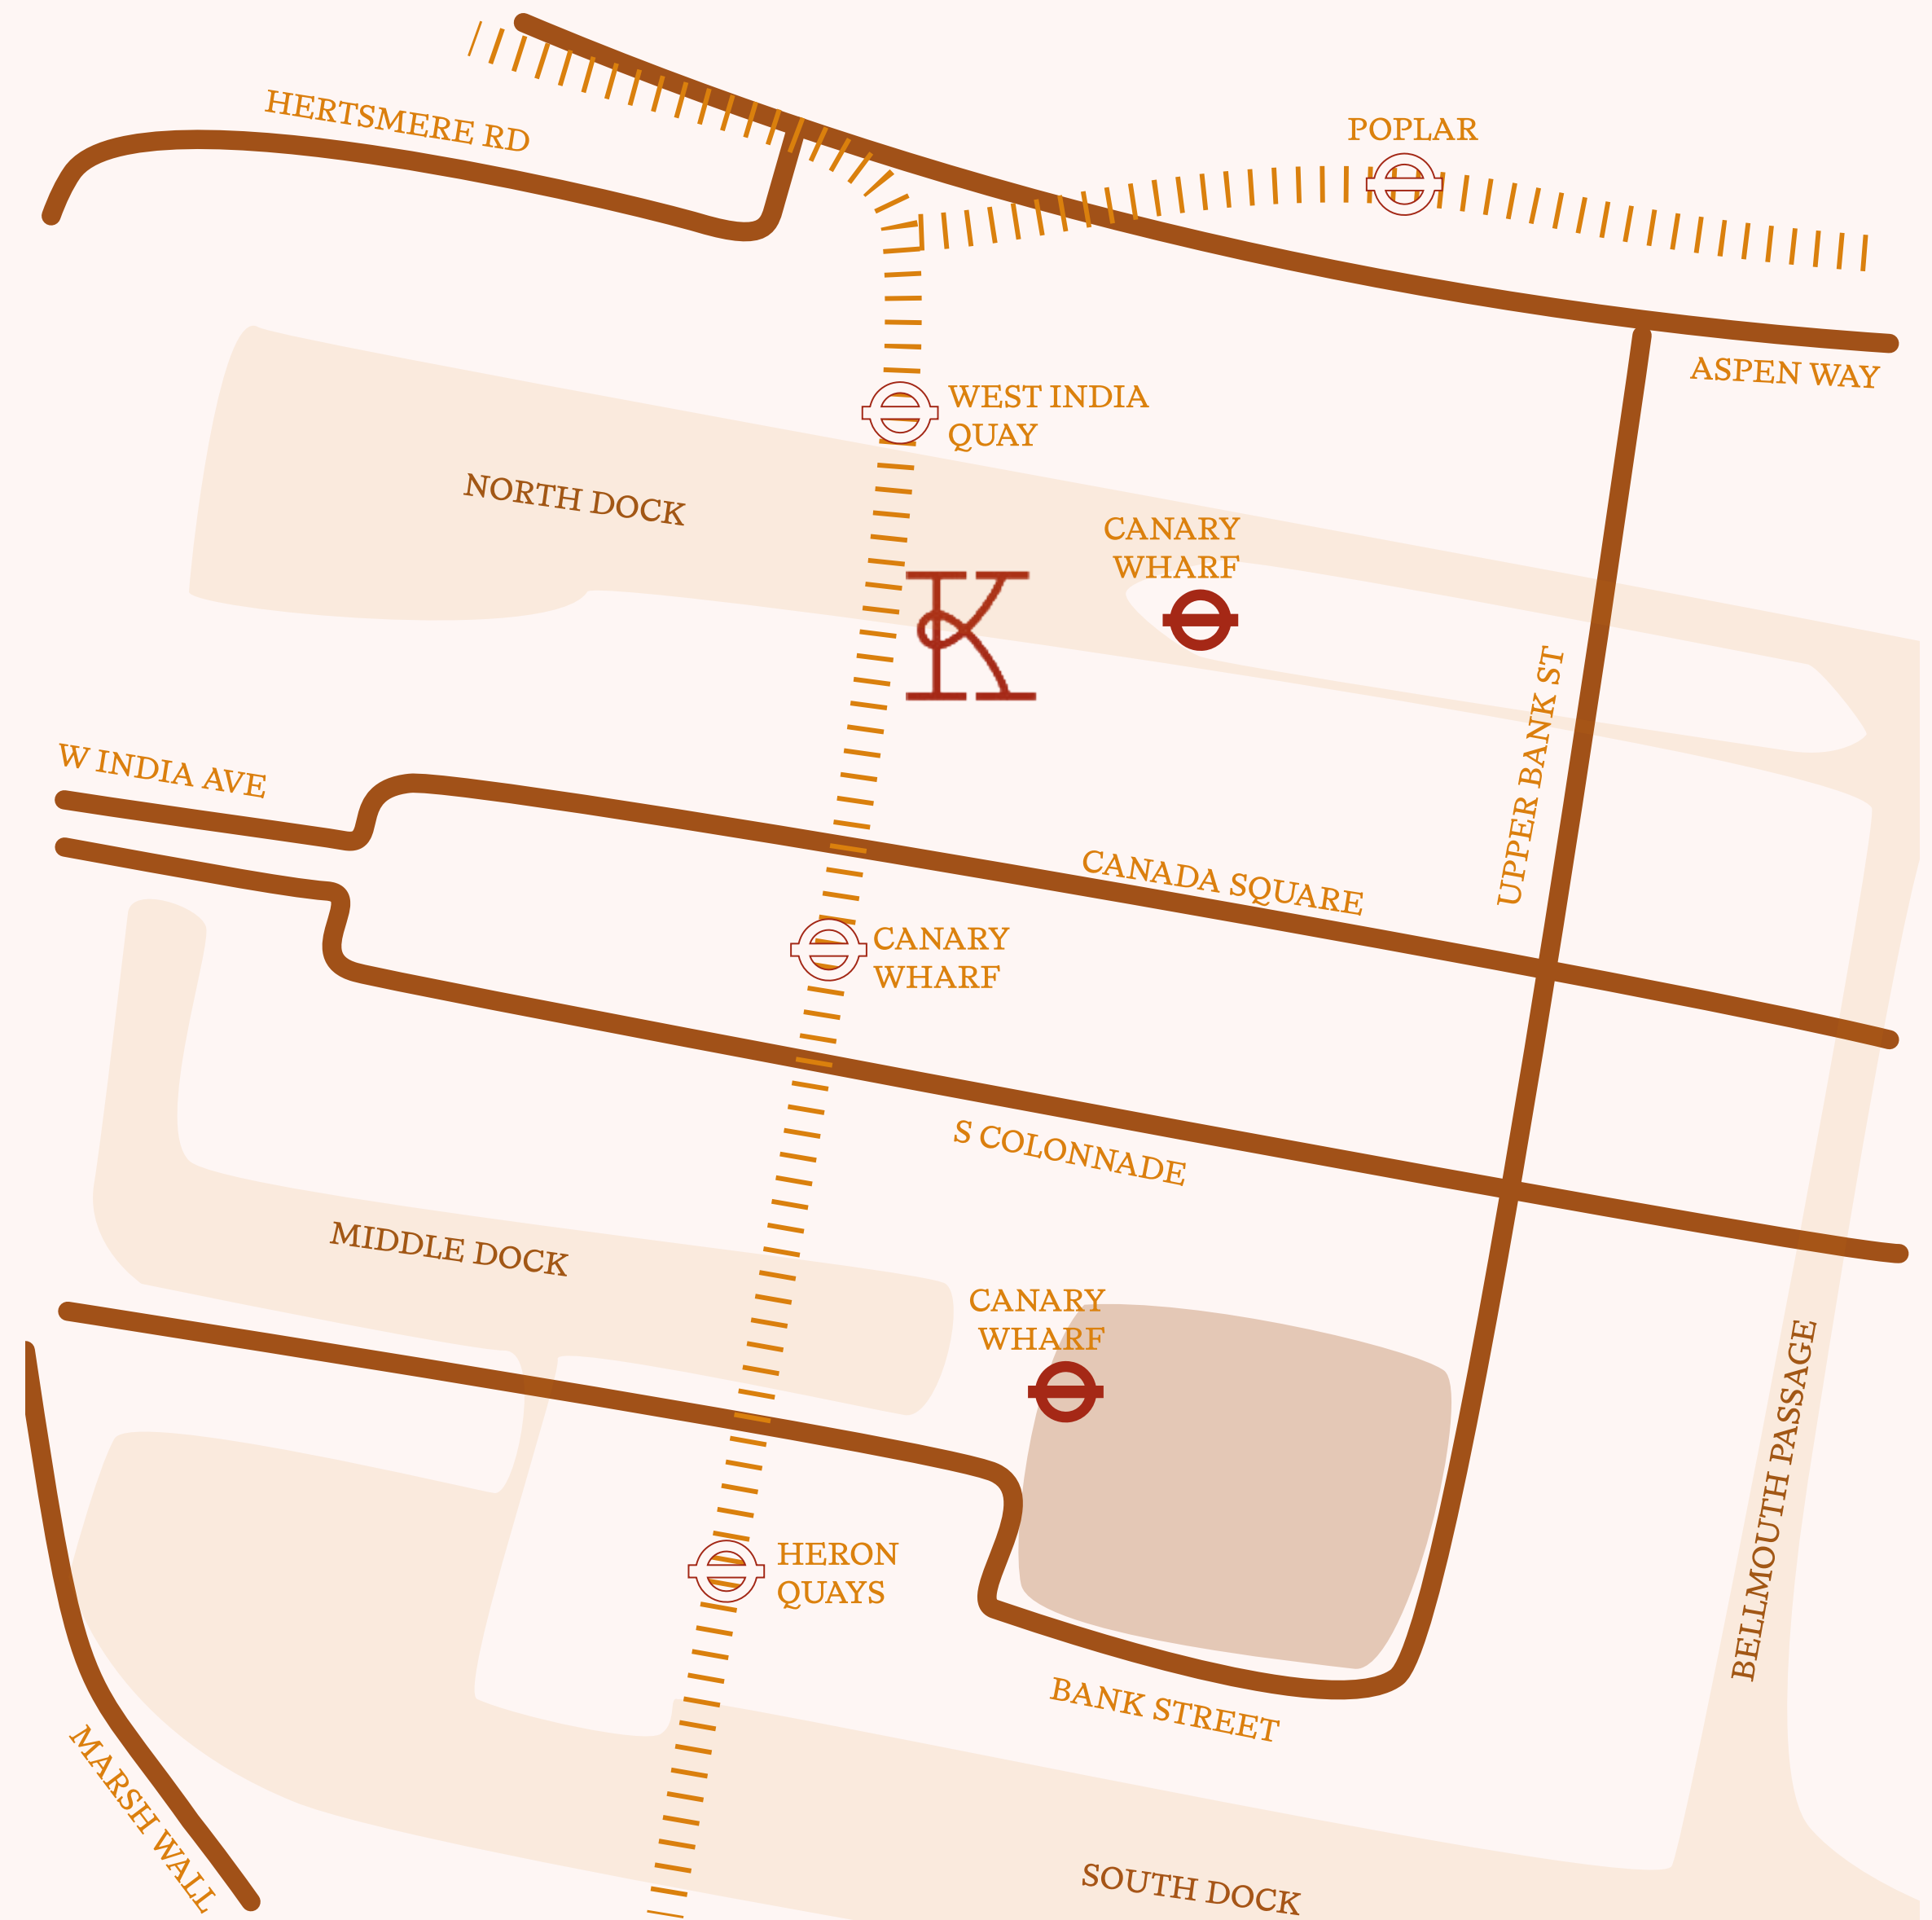 HERTSMERE RD
POPLAR
ASPEN WAY
WEST INDIA
QUAY
NORTH DOCK
CANARY
WHARF
K
UPPER BANK ST
W INDIA AVE
CANADA SQUARE
CANARY
WHARF
S COLONNADE
MIDDLE DOCK
CANARY
WHARF
BELLMOUTH PASSAGE
HERON
QUAYS
BANK STREET
MARSH WALL
SOUTH DOCK